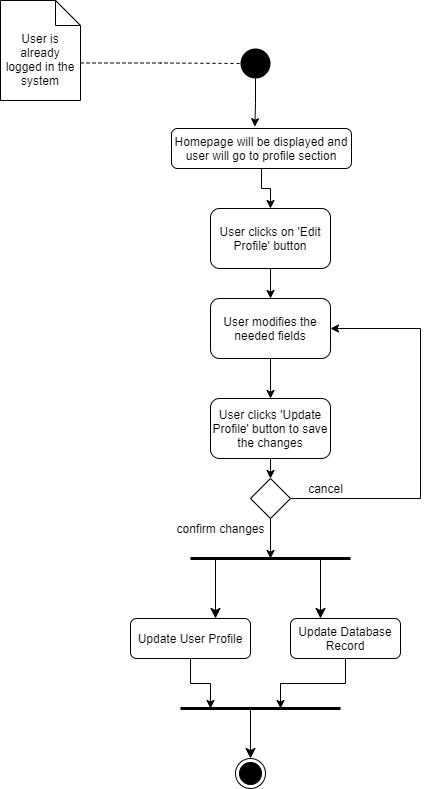 User is
already
logged in the
system
Homepage will be displayed and
user will go to profile section
User clicks on 'Edit
Profile' button
User modifies the
needed fields
User clicks 'Update
Profile' button to save
the changes
cancel
confirm changes
Update User Profile
Update Database
Record